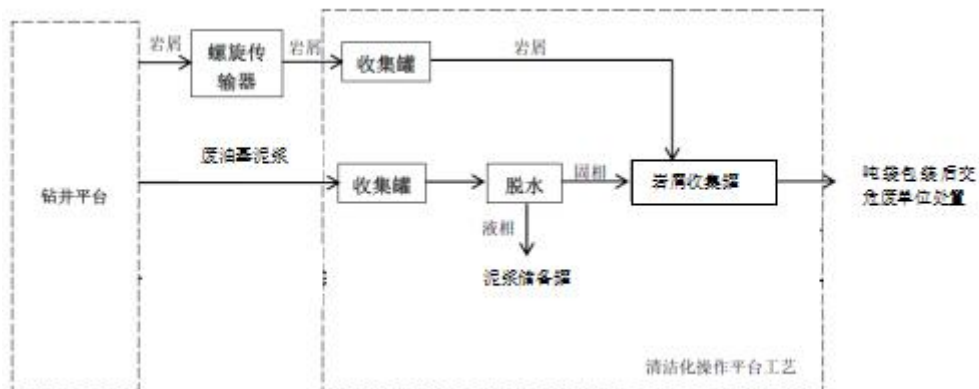 岩屑
螺旋传
输器
岩屑
收集罐
岩屑
废油基泥浆
钻井平台
收集罐
脱水
固相
岩屑收集罐
吨袋包装后交
危废单位处置
液相
泥浆储备罐
清洁化操作平台工艺